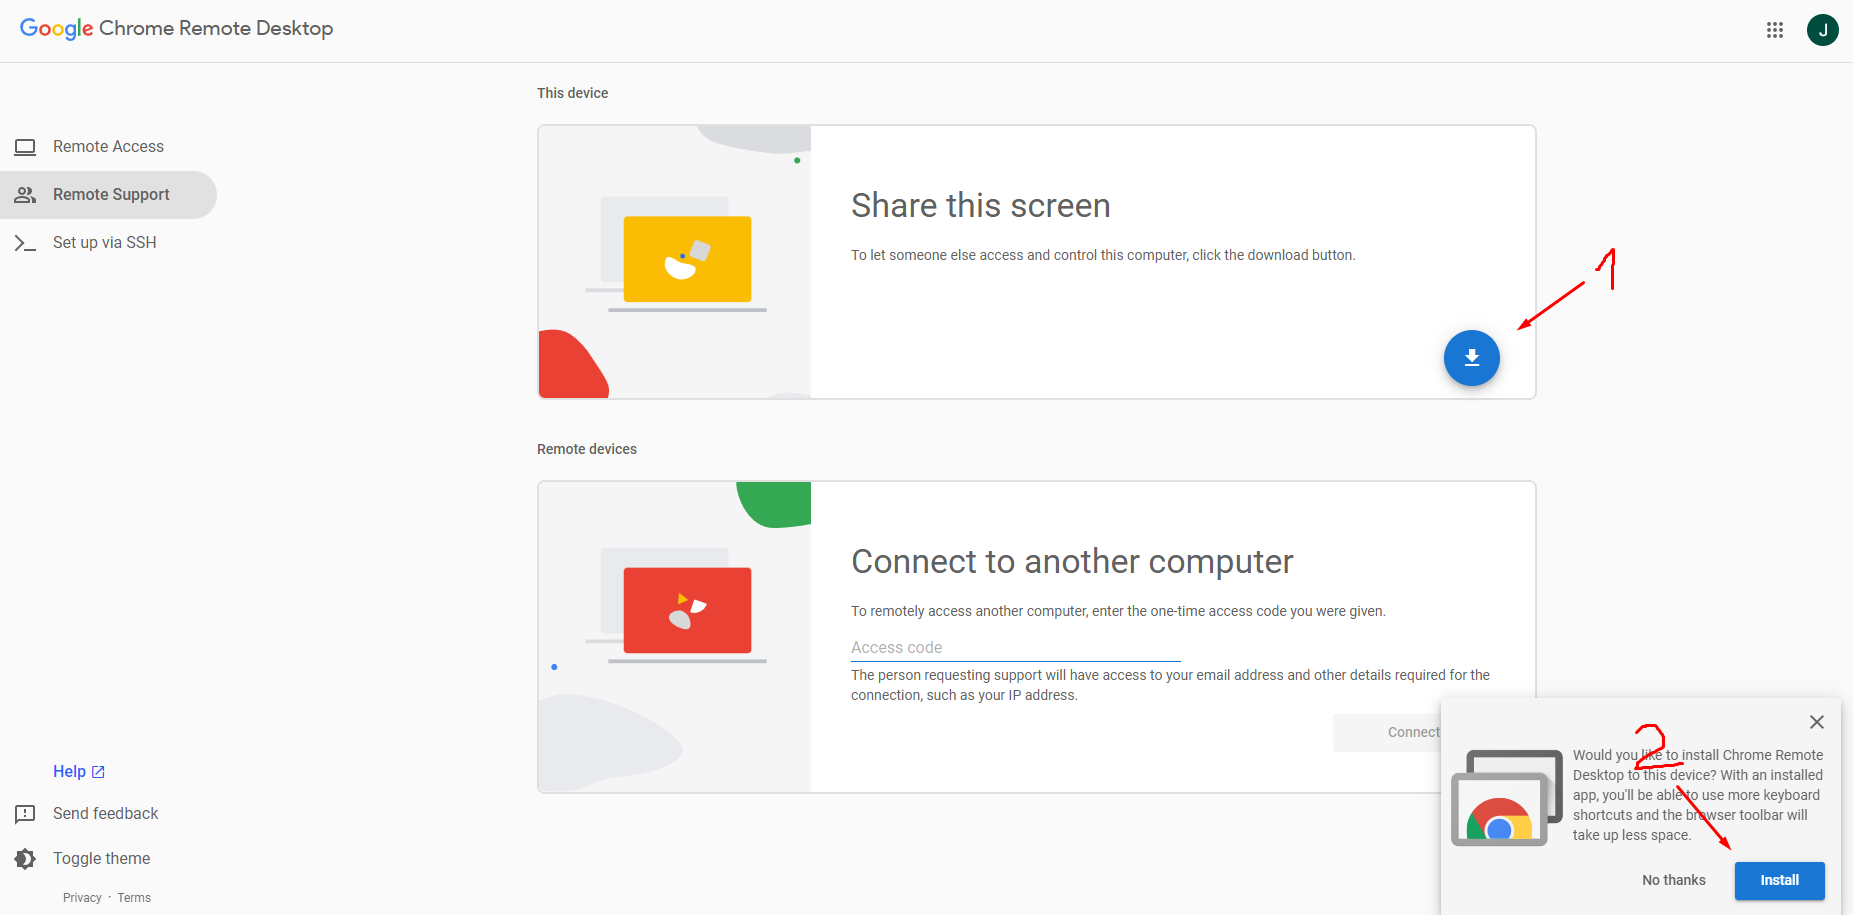 Google Chrome Remote Desktop
J
Remote Access
Remote Support
Set up via SSH
This device
Share this screen
To let someone else access and control this computer, click the download button.
1
Remote devices
Connect to another computer
To remotely access another computer, enter the one-time access code you were given.
Access code
The person requesting support will have access to your email address and other details required for the
connection, such as your IP address.
Connect
2
Would you like to install Chrome Remote
Desktop to this device? With an installed
app, you'll be able to use more keyboard
shortcuts and the browser toolbar will
take up less space.
No thanks
Install
Help
Send feedback
Toggle theme
Privacy · Terms